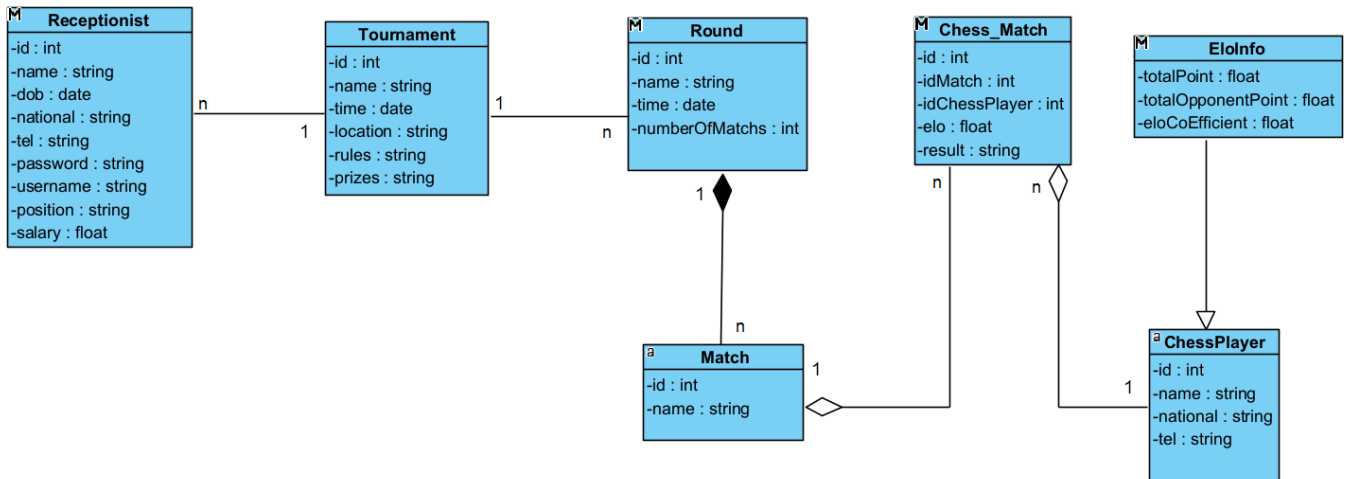 M
Receptionist
-id : int
-name : string
-dob : date
-national : string
-tel : string
-password : string
-username : string
-position : string
-salary : float
n
1
Tournament
-id : int
-name : string
-time : date
-location : string
-rules : string
-prizes : string
1
n
M
Round
-id : int
-name : string
-time : date
-numberOfMatchs : int
1
n
a
Match
-id : int
-name : string
1
n
M
Chess_Match
-id : int
-idMatch : int
-idChessPlayer : int
-elo : float
-result : string
n
1
M
EloInfo
-totalPoint : float
-totalOpponentPoint : float
-eloCoEfficient : float
a
ChessPlayer
-id : int
-name : string
-national : string
-tel : string